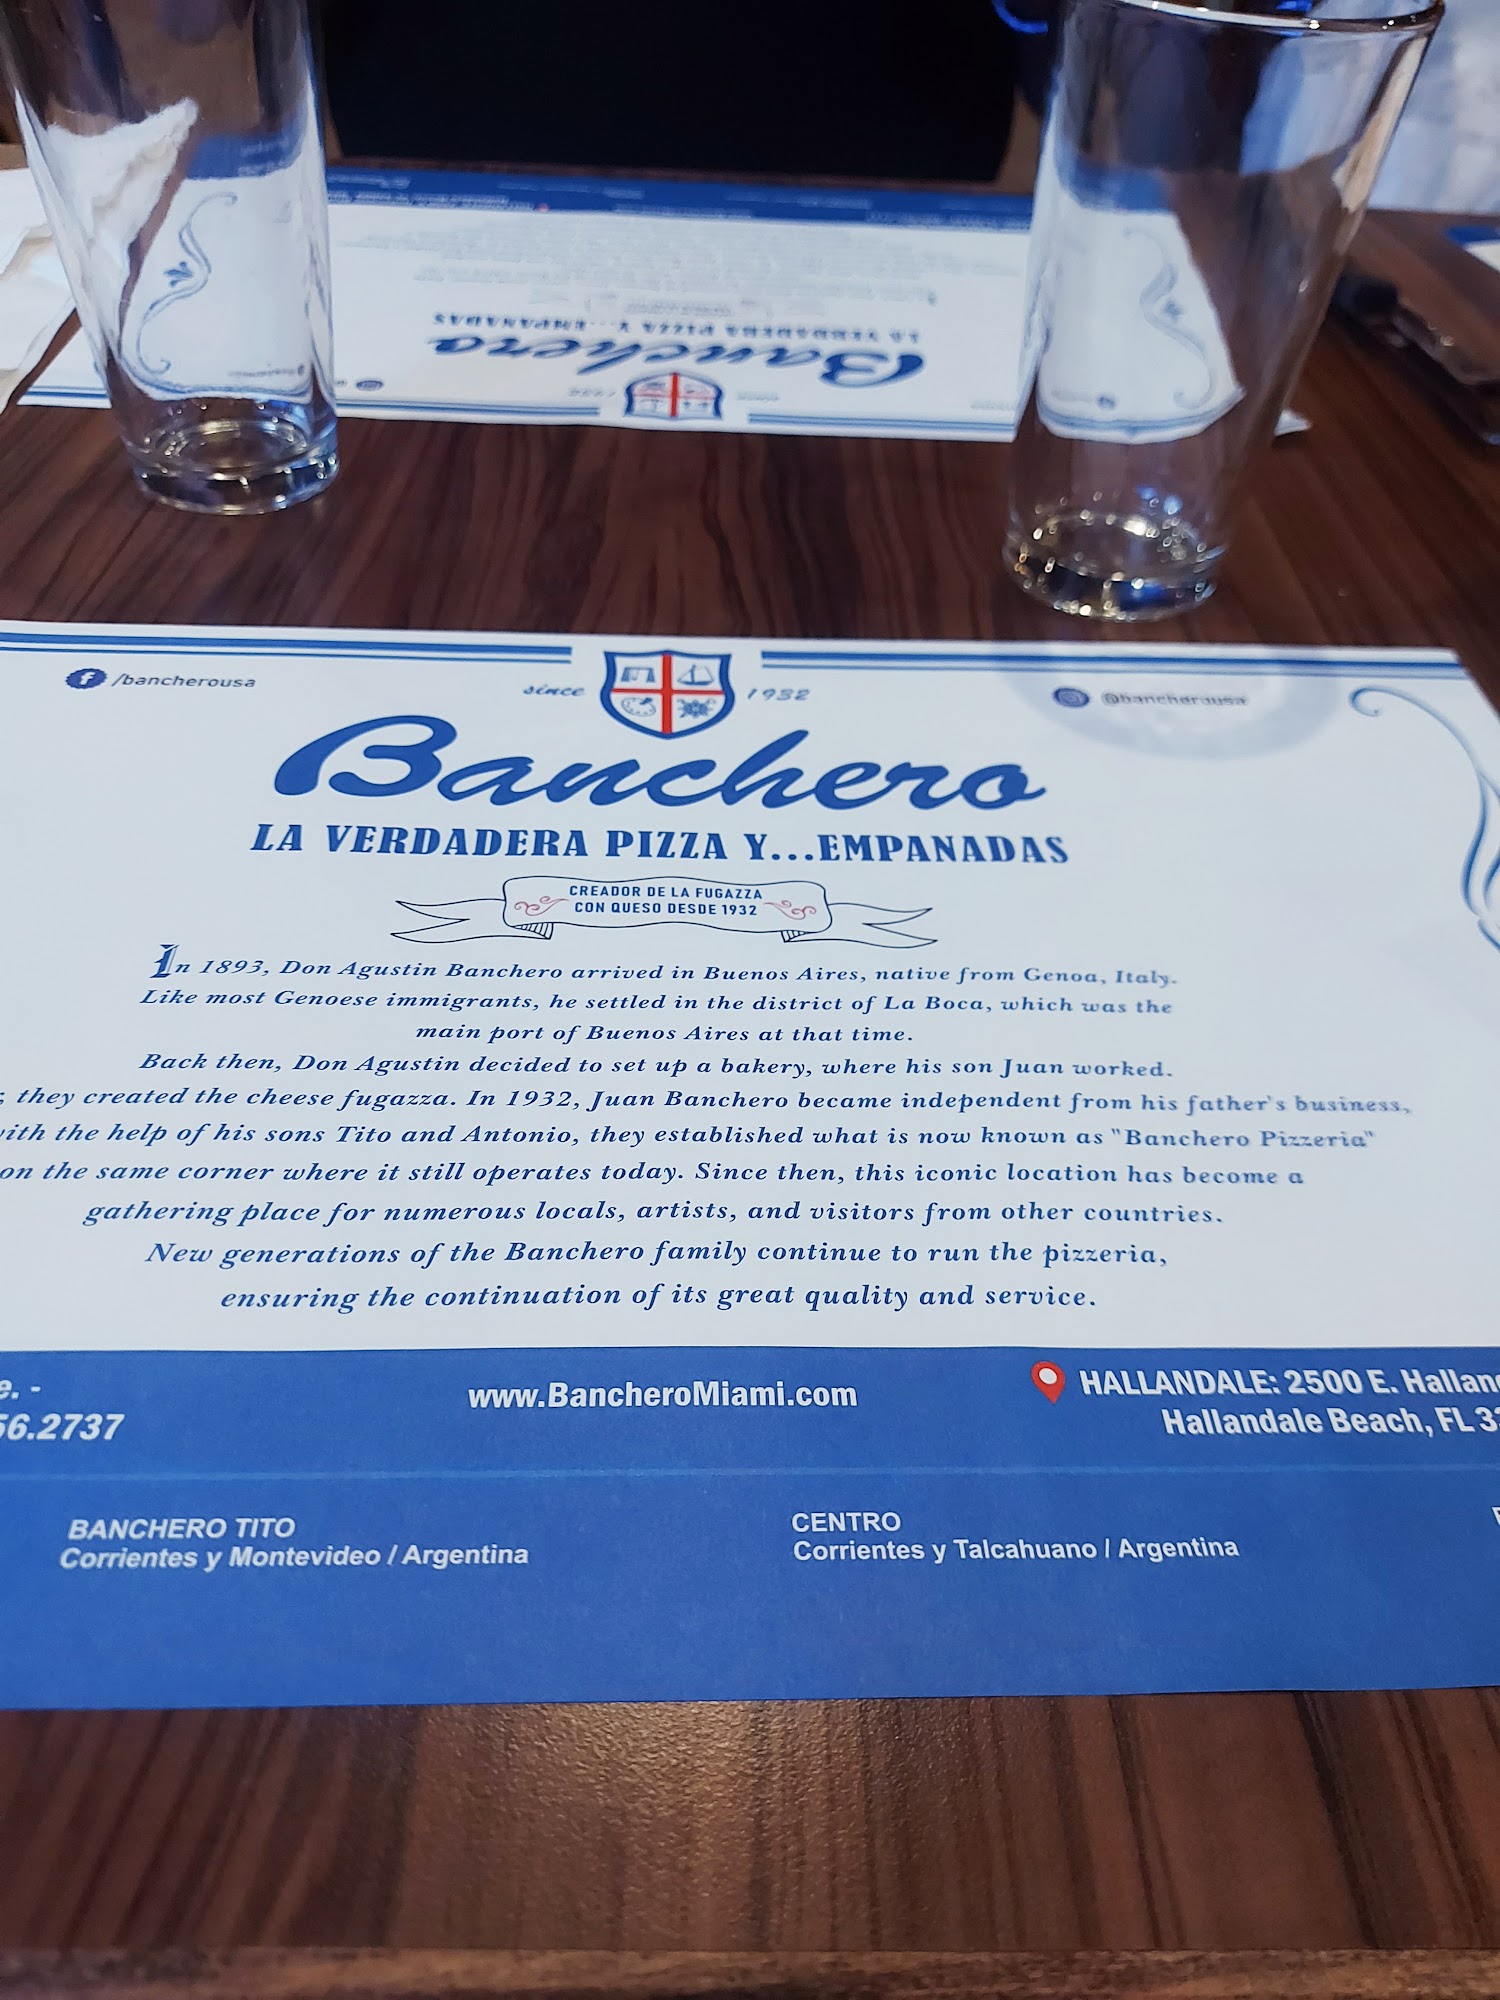 /bancherousa
since 1932
@bancherousa
Banchero
LA VERDADERA PIZZA Y...EMPANADAS
CREADOR DE LA FUGAZZA
CON QUESO DESDE 1932
In 1893, Don Agustin Banchero arrived in Buenos Aires, native from Genoa, Italy.
Like most Genoese immigrants, he settled in the district of La Boca, which was the
main port of Buenos Aires at that time.
Back then, Don Agustin decided to set up a bakery, where his son Juan worked.
they created the cheese fugazza. In 1932, Juan Banchero became independent from his father's business,
with the help of his sons Tito and Antonio, they established what is now known as "Banchero Pizzeria"
on the same corner where it still operates today. Since then, this iconic location has become a
gathering place for numerous locals, artists, and visitors from other countries.
New generations of the Banchero family continue to run the pizzeria,
ensuring the continuation of its great quality and service.
e. -
56.2737
www.BancheroMiami.com
HALLANDALE: 2500 E. Halland
Hallandale Beach, FL 33
BANCHERO TITO
Corrientes y Montevideo / Argentina
CENTRO
Corrientes y Talcahuano / Argentina
Banchero
LA VERDADERA PIZZA Y...EMPANADAS